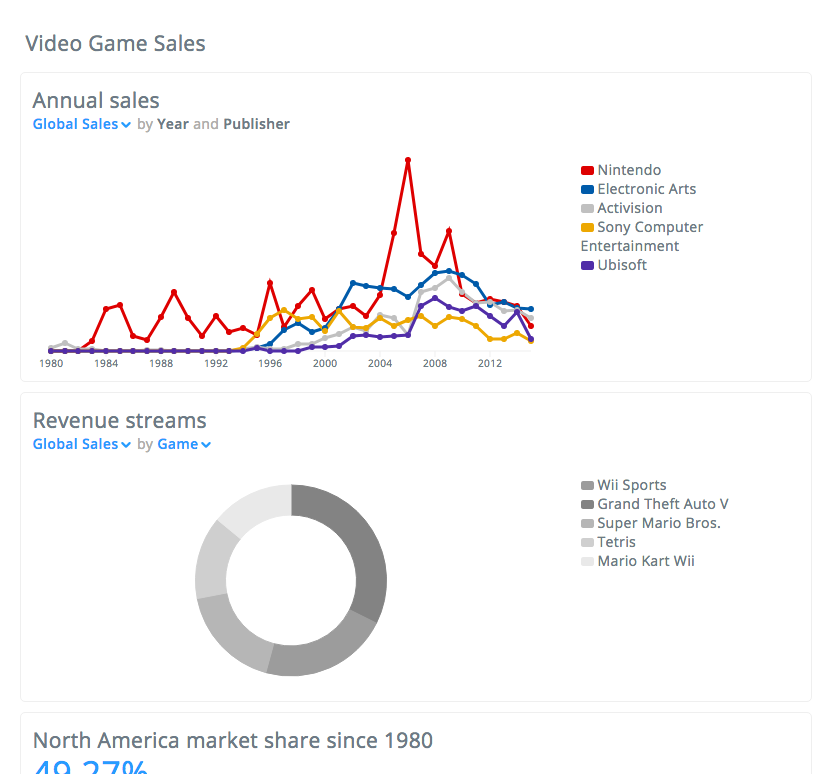 Video Game Sales
Annual sales
Global Sales by Year and Publisher
Nintendo
Electronic Arts
Activision
Sony Computer
Entertainment
Ubisoft
1980 1984 1988 1992 1996 2000 2004 2008 2012
Revenue streams
Global Sales by Game
Wii Sports
Grand Theft Auto V
Super Mario Bros.
Tetris
Mario Kart Wii
North America market share since 1980
49.27%